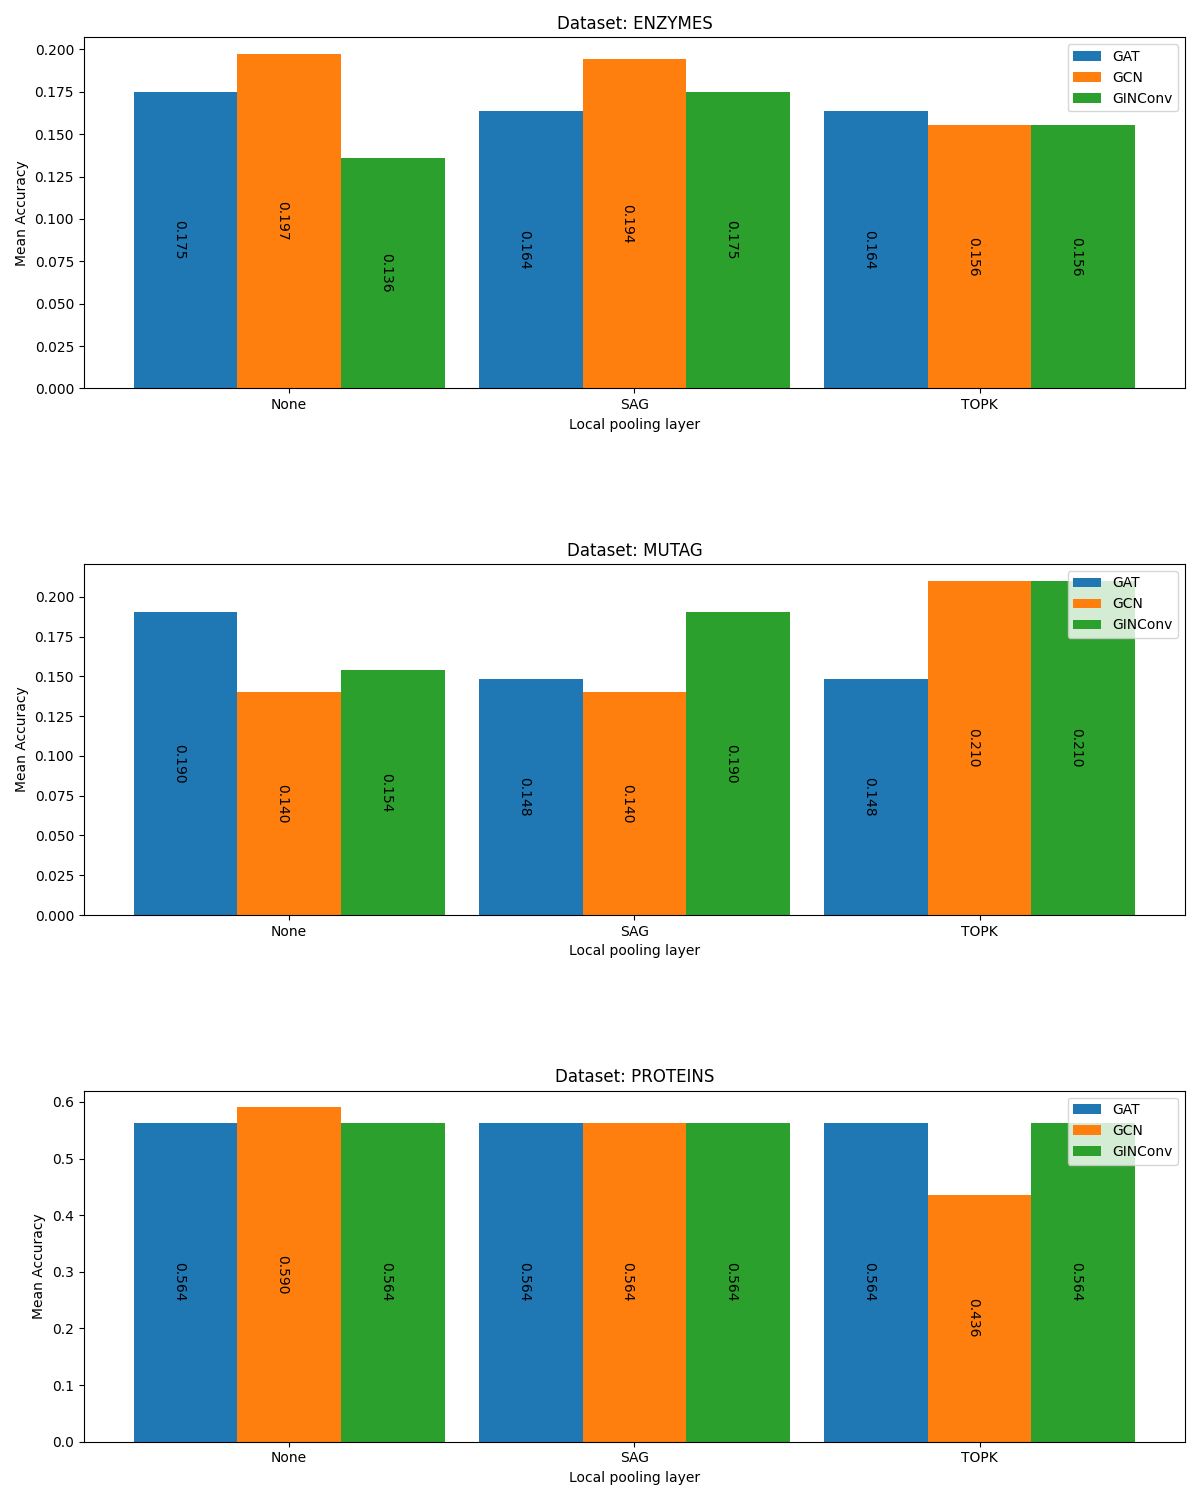 Dataset: ENZYMES
Mean Accuracy
0.200
0.175
0.150
0.125
0.100
0.075
0.050
0.025
0.000
0.175
0.197
0.136
0.164
0.194
0.175
0.164
0.156
0.156
GAT
GCN
GINConv
None
SAG
TOPK
Local pooling layer
Dataset: MUTAG
Mean Accuracy
0.200
0.175
0.150
0.125
0.100
0.075
0.050
0.025
0.000
0.190
0.140
0.154
0.148
0.140
0.190
0.148
0.210
0.210
GAT
GCN
GINConv
None
SAG
TOPK
Local pooling layer
Dataset: PROTEINS
Mean Accuracy
0.6
0.5
0.4
0.3
0.2
0.1
0.0
0.564
0.590
0.564
0.564
0.564
0.564
0.564
0.436
0.564
GAT
GCN
GINConv
None
SAG
TOPK
Local pooling layer